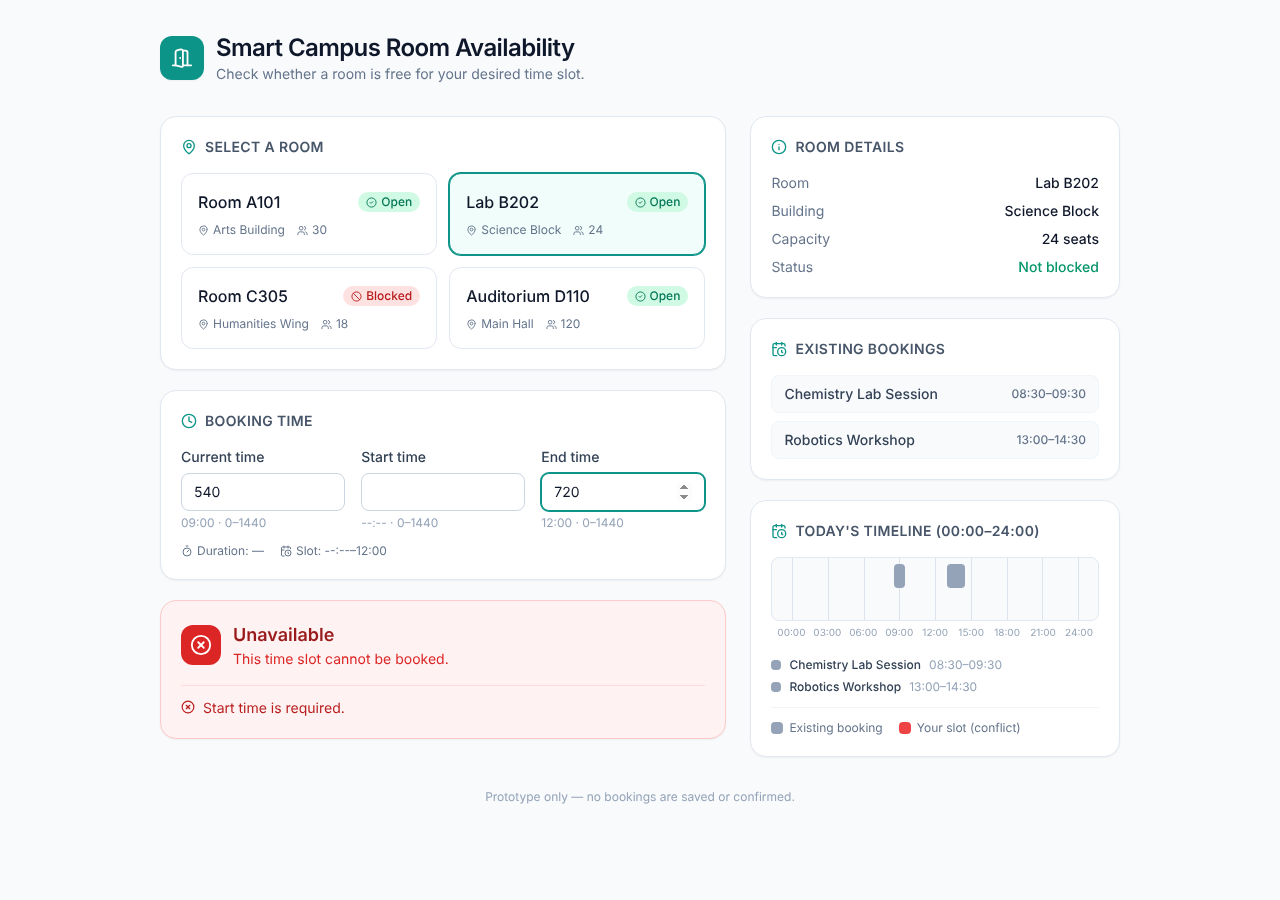 Smart Campus Room Availability
Check whether a room is free for your desired time slot.
SELECT A ROOM
Room A101 Open
Arts Building 30
Lab B202 Open
Science Block 24
Room C305 Blocked
Humanities Wing 18
Auditorium D110 Open
Main Hall 120
BOOKING TIME
Current time Start time End time
540 720
09:00 · 0–1440 --:-- · 0–1440 12:00 · 0–1440
Duration: — Slot: --:--–12:00
Unavailable
This time slot cannot be booked.
Start time is required.
ROOM DETAILS
Room Lab B202
Building Science Block
Capacity 24 seats
Status Not blocked
EXISTING BOOKINGS
Chemistry Lab Session 08:30–09:30
Robotics Workshop 13:00–14:30
TODAY'S TIMELINE (00:00–24:00)
00:00 03:00 06:00 09:00 12:00 15:00 18:00 21:00 24:00
Chemistry Lab Session 08:30–09:30
Robotics Workshop 13:00–14:30
Existing booking Your slot (conflict)
Prototype only — no bookings are saved or confirmed.